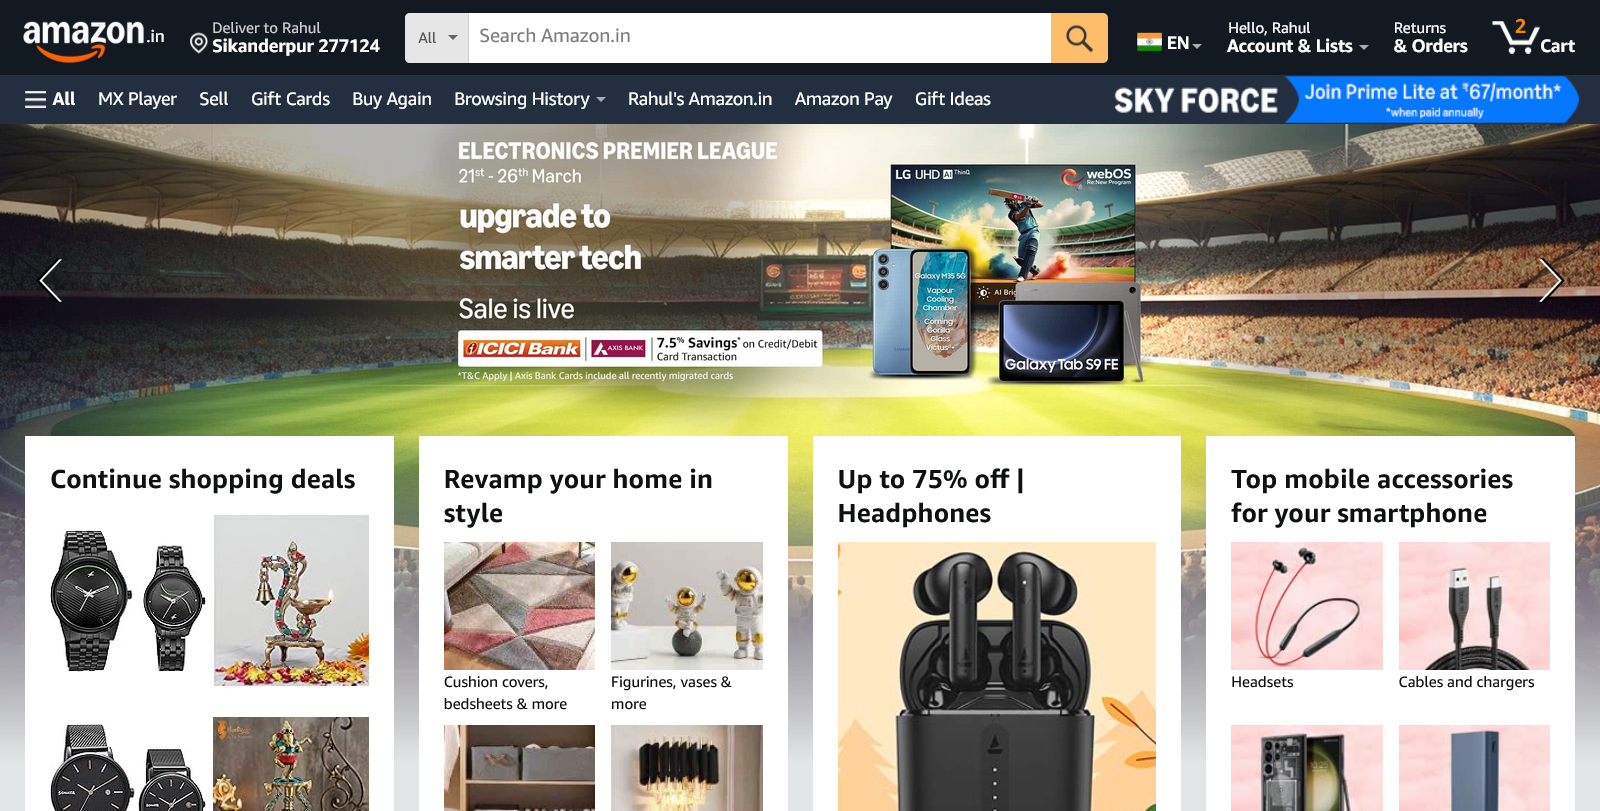 amazon.in
Deliver to Rahul
Sikanderpur 277124
All
Search Amazon.in
EN
Hello, Rahul
Account & Lists
Returns
& Orders
2
Cart
All
MX Player
Sell
Gift Cards
Buy Again
Browsing History
Rahul's Amazon.in
Amazon Pay
Gift Ideas
SKY FORCE
Join Prime Lite at ₹67/month*
*when paid annually
ELECTRONICS PREMIER LEAGUE
21st - 26th March
upgrade to
smarter tech
Sale is live
ICICI Bank
AXIS BANK
7.5% Savings* on Credit/Debit
Card Transaction
*T&C Apply | Axis Bank Cards include all recently migrated cards
LG UHD AI ThinQ
webOS
Re:New Program
Galaxy M35 5G
Vapour
Cooling
Chamber
Corning
Gorilla
Glass
Victus+
Galaxy Tab S9 FE
Continue shopping deals
Revamp your home in
style
Cushion covers,
bedsheets & more
Figurines, vases &
more
Up to 75% off |
Headphones
Top mobile accessories
for your smartphone
Headsets
Cables and chargers
SONATA